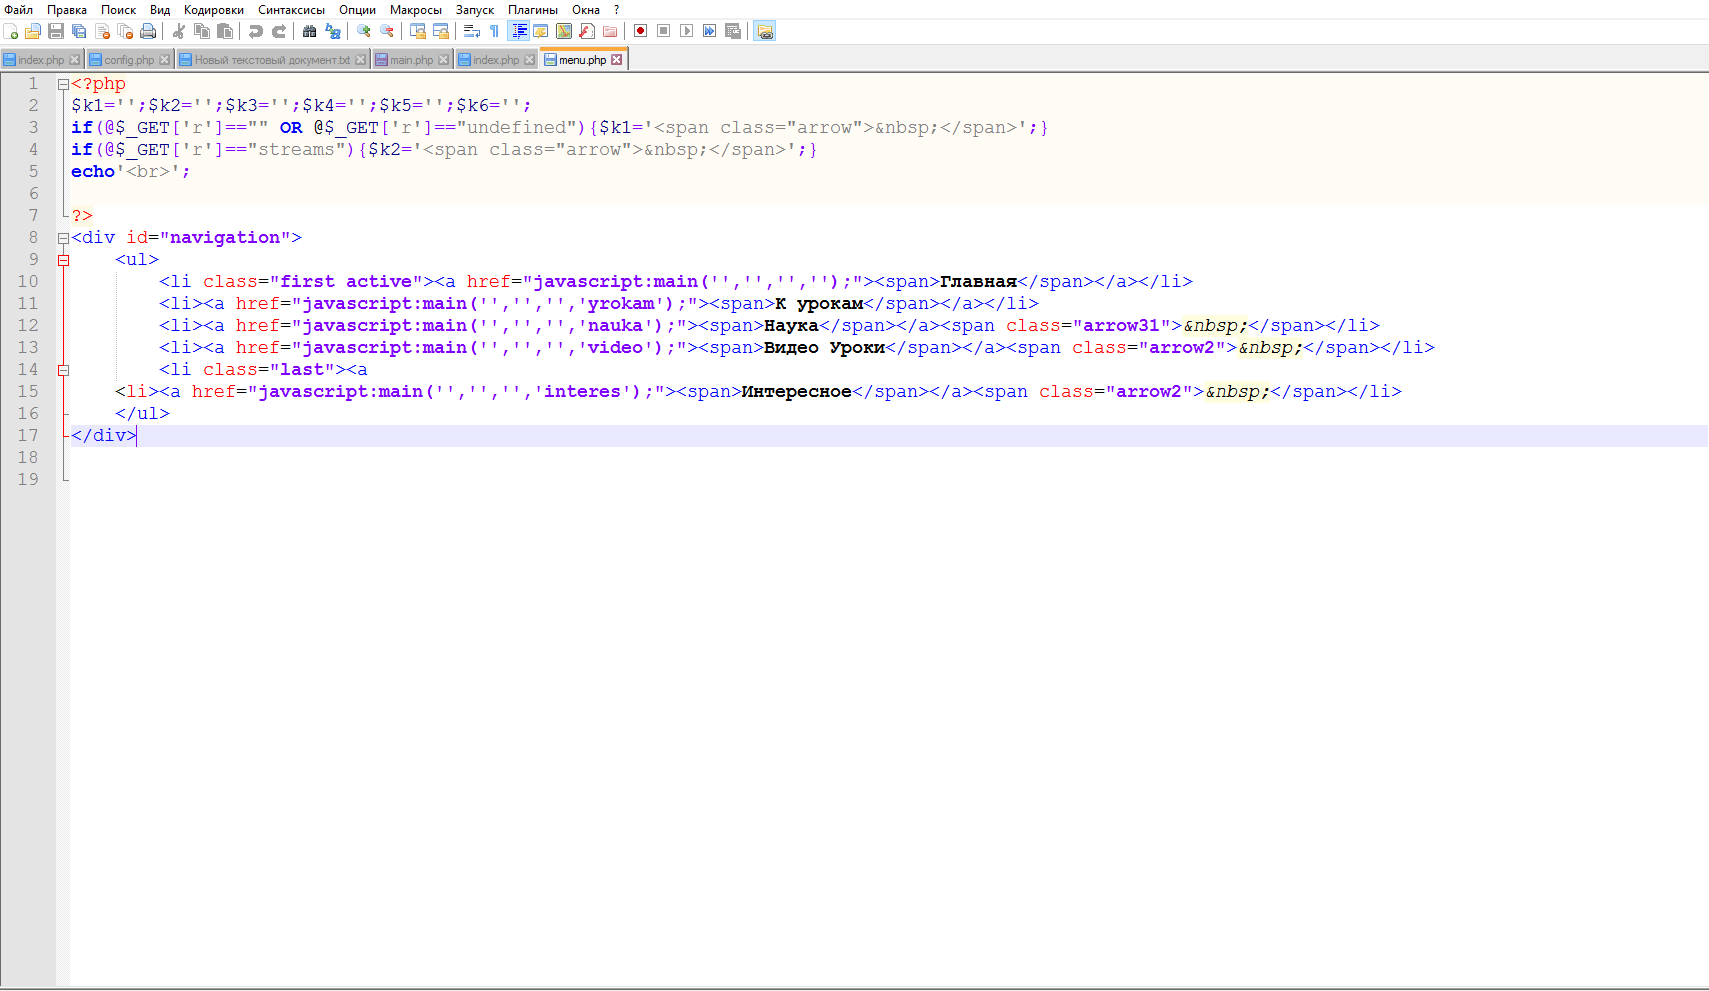 Файл Правка Поиск Вид Кодировки Синтаксисы Опции Макросы Запуск Плагины Окна ?
index.php config.php Новый текстовый документ.txt main.php index.php menu.php
1 <?php
2 $k1='';$k2='';$k3='';$k4='';$k5='';$k6='';
3 if(@$_GET['r']=="" OR @$_GET['r']=="undefined"){$k1='<span class="arrow">&nbsp;</span>';}
4 if(@$_GET['r']=="streams"){$k2='<span class="arrow">&nbsp;</span>';}
5 echo'<br>';
6
7 ?>
8 <div id="navigation">
9 <ul>
10 <li class="first active"><a href="javascript:main('','','','');"><span>Главная</span></a></li>
11 <li><a href="javascript:main('','','','yrokam');"><span>К урокам</span></a></li>
12 <li><a href="javascript:main('','','','nauka');"><span>Наука</span></a><span class="arrow31">&nbsp;</span></li>
13 <li><a href="javascript:main('','','','video');"><span>Видео Уроки</span></a><span class="arrow2">&nbsp;</span></li>
14 <li class="last"><a
15 <li><a href="javascript:main('','','','interes');"><span>Интересное</span></a><span class="arrow2">&nbsp;</span></li>
16 </ul>
17 </div>
18
19